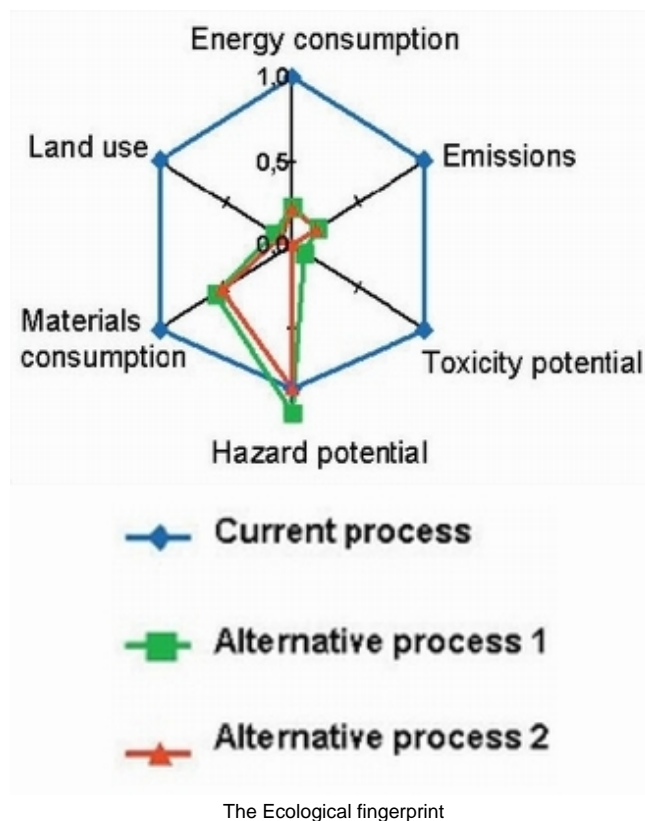 Energy consumption
1,0
Land use
0,5
Emissions
0,0
Materials
consumption
Toxicity potential
Hazard potential
Current process
Alternative process 1
Alternative process 2
The Ecological fingerprint